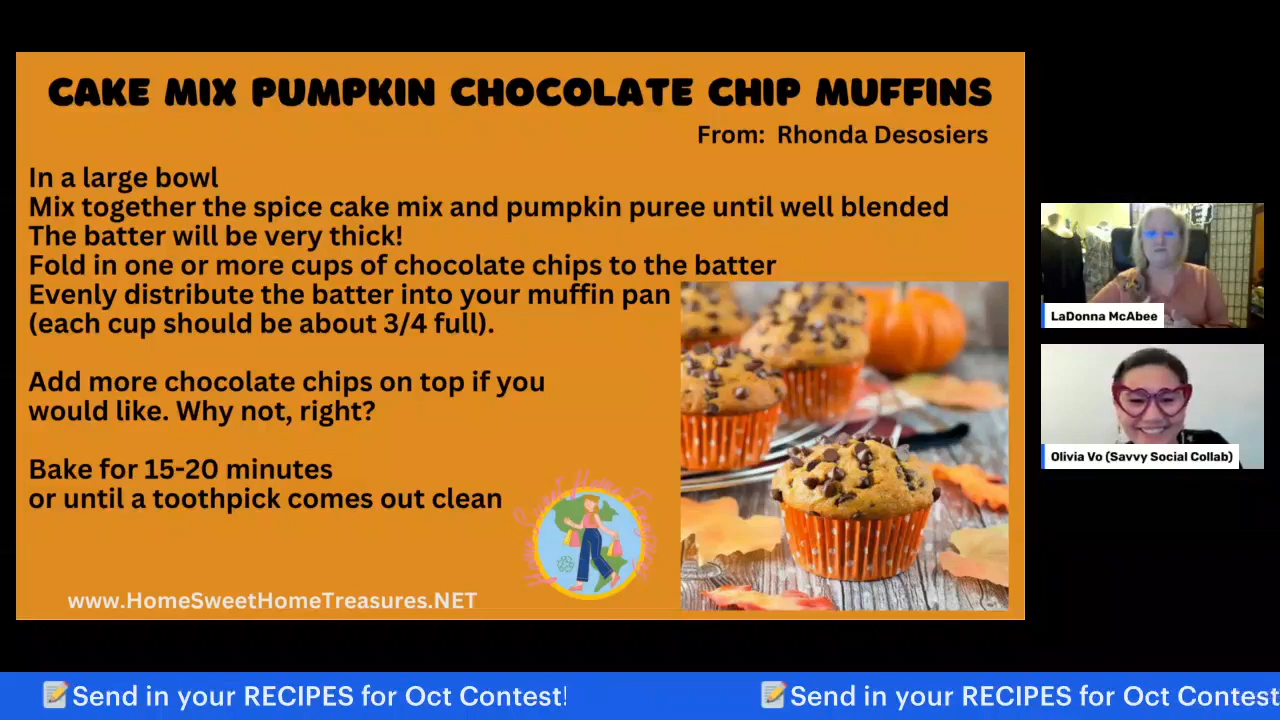 CAKE MIX PUMPKIN CHOCOLATE CHIP MUFFINS
From: Rhonda Desosiers
In a large bowl
Mix together the spice cake mix and pumpkin puree until well blended
The batter will be very thick!
Fold in one or more cups of chocolate chips to the batter
Evenly distribute the batter into your muffin pan
(each cup should be about 3/4 full).
Add more chocolate chips on top if you
would like. Why not, right?
Bake for 15-20 minutes
or until a toothpick comes out clean
Home Sweet Home Treasures
www.HomeSweetHomeTreasures.NET
LaDonna McAbee
Olivia Vo (Savvy Social Collab)
📝Send in your RECIPES for Oct Contest! 📝Send in your RECIPES for Oct Contest